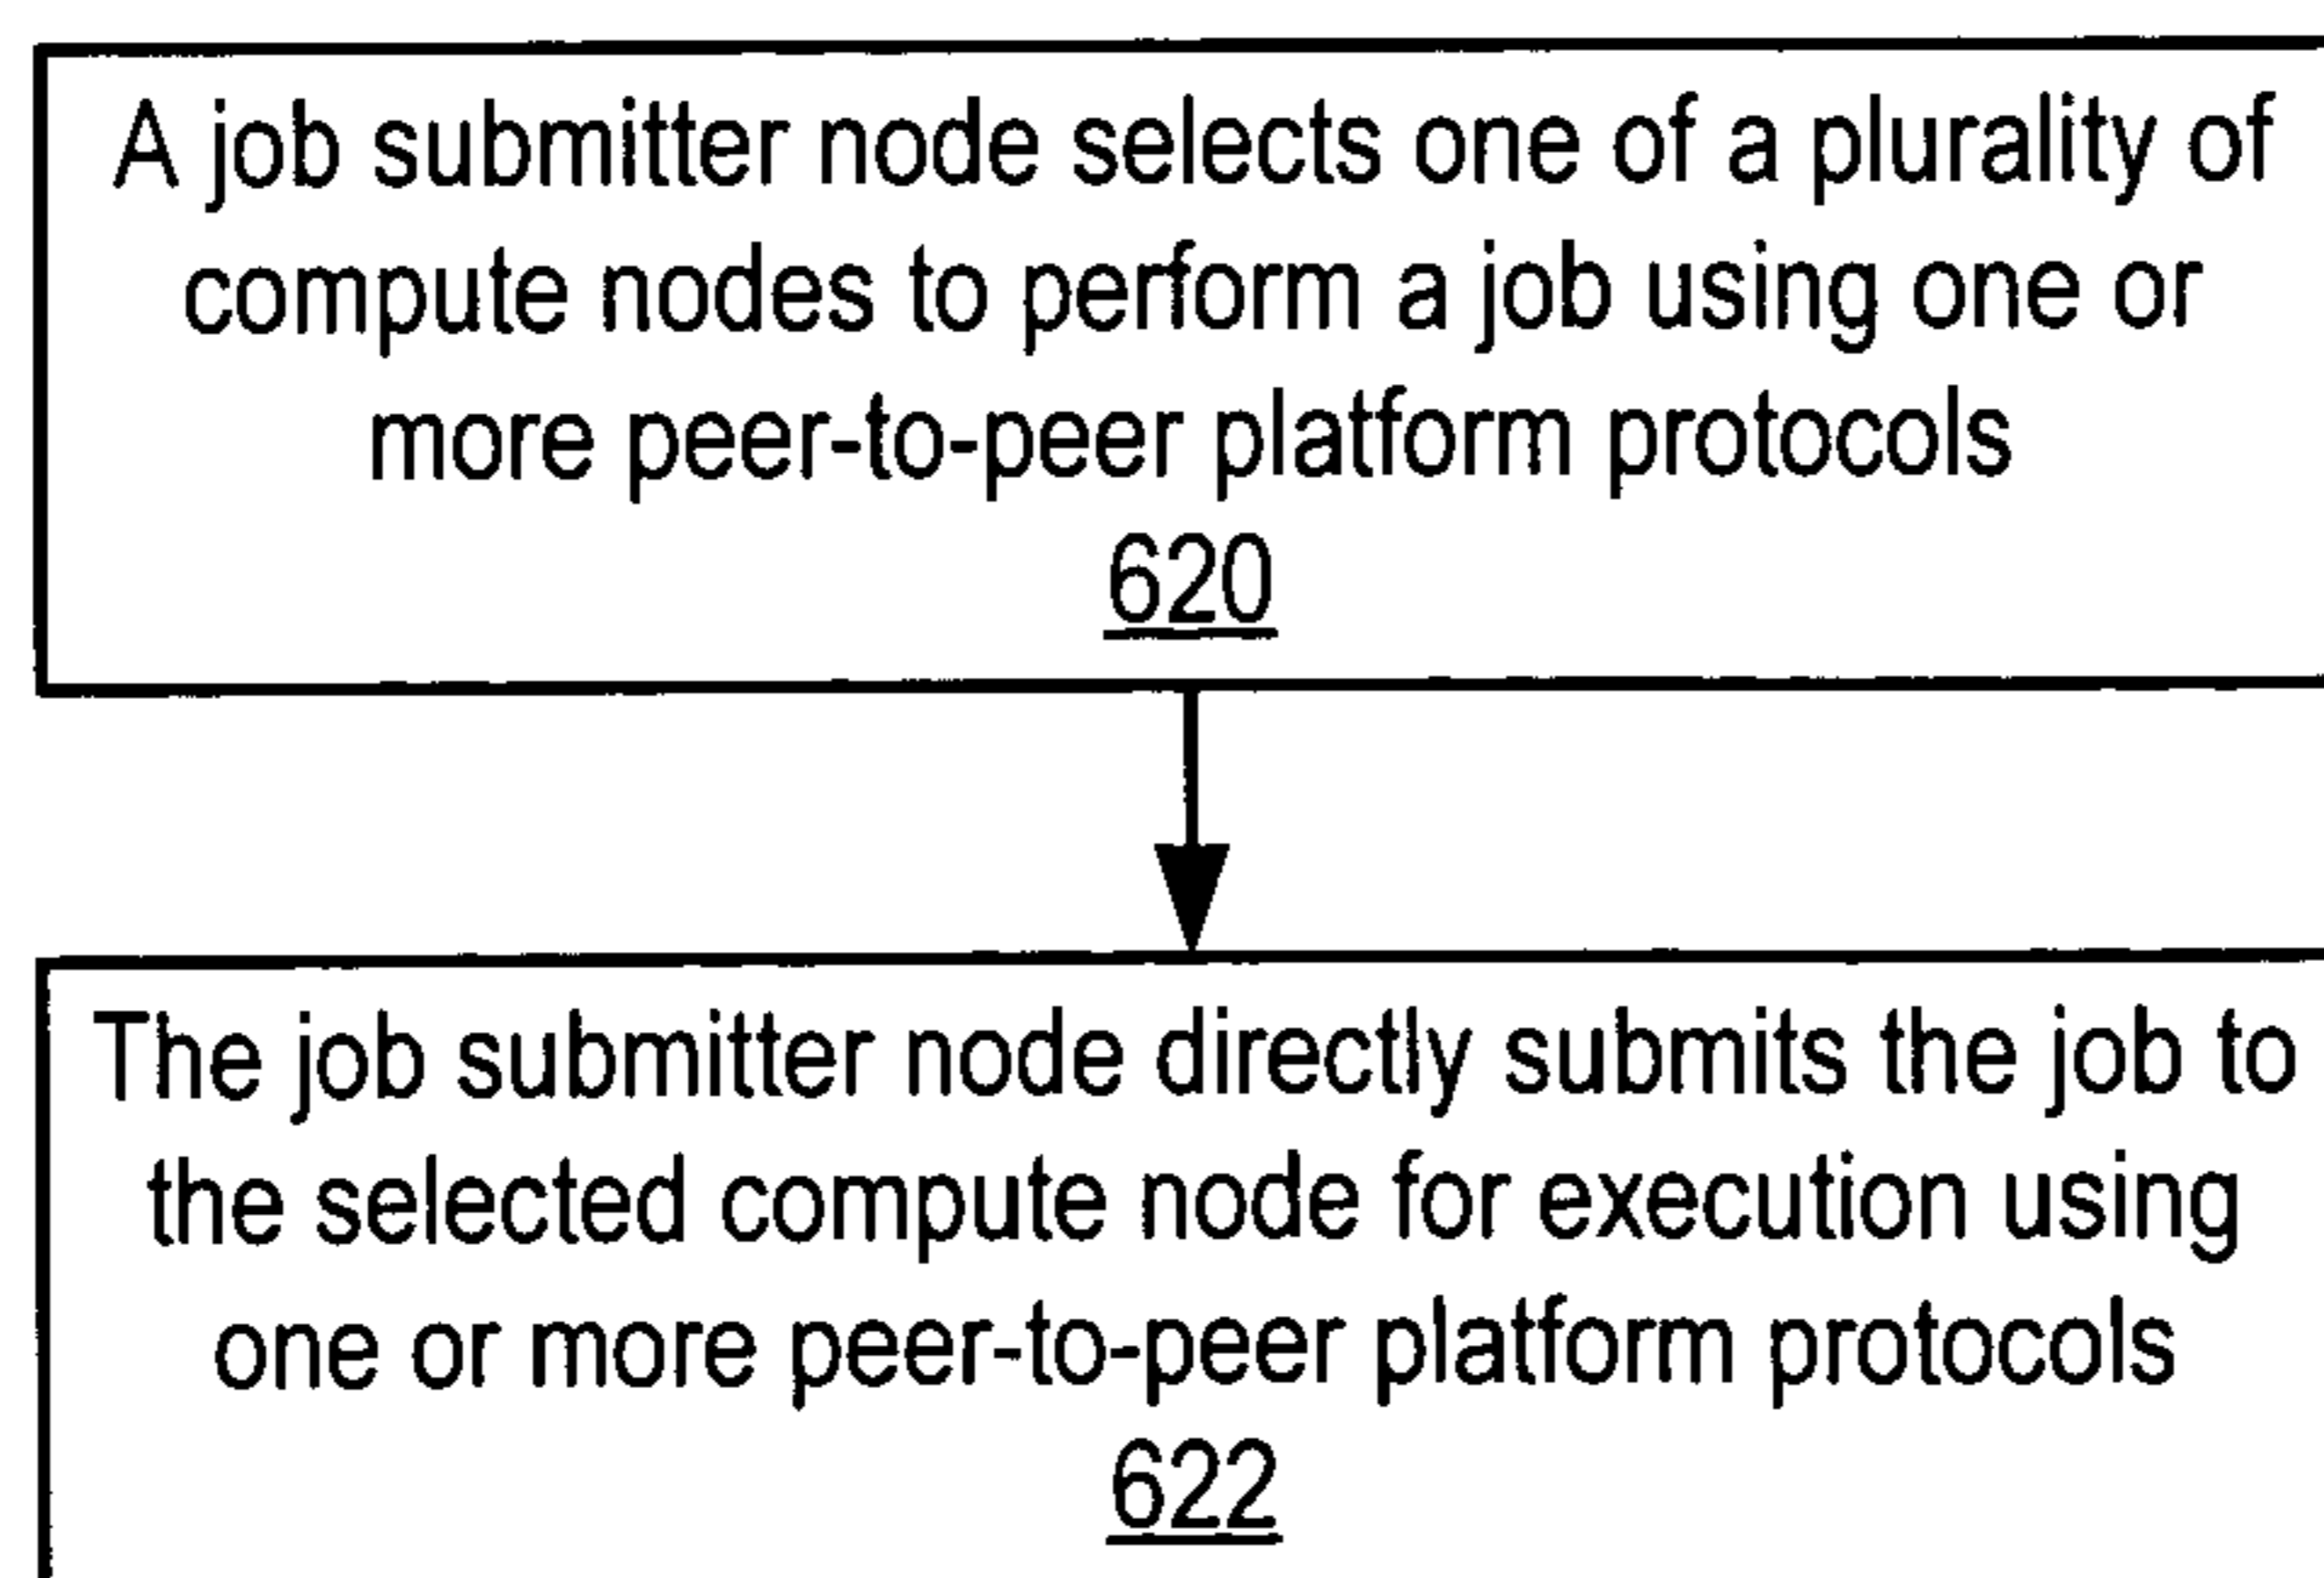 A job submitter node selects one of a plurality of
compute nodes to perform a job using one or
more peer-to-peer platform protocols
620
The job submitter node directly submits the job to
the selected compute node for execution using
one or more peer-to-peer platform protocols
622